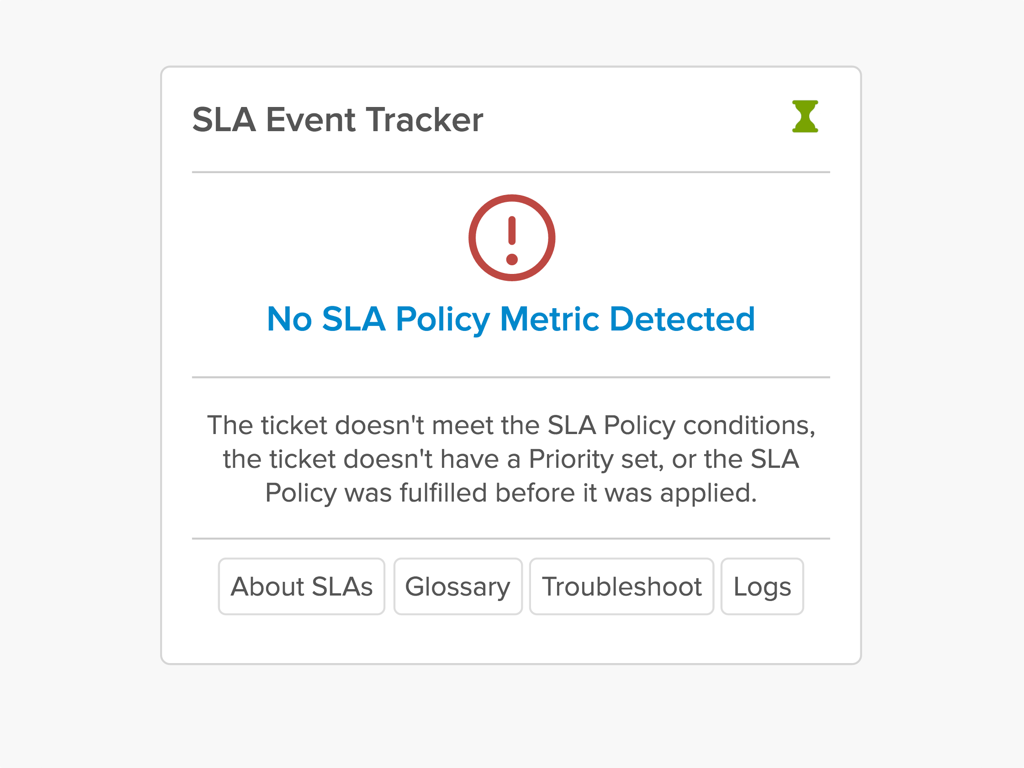 SLA Event Tracker
No SLA Policy Metric Detected
The ticket doesn't meet the SLA Policy conditions,
the ticket doesn't have a Priority set, or the SLA
Policy was fulfilled before it was applied.
About SLAs Glossary Troubleshoot Logs